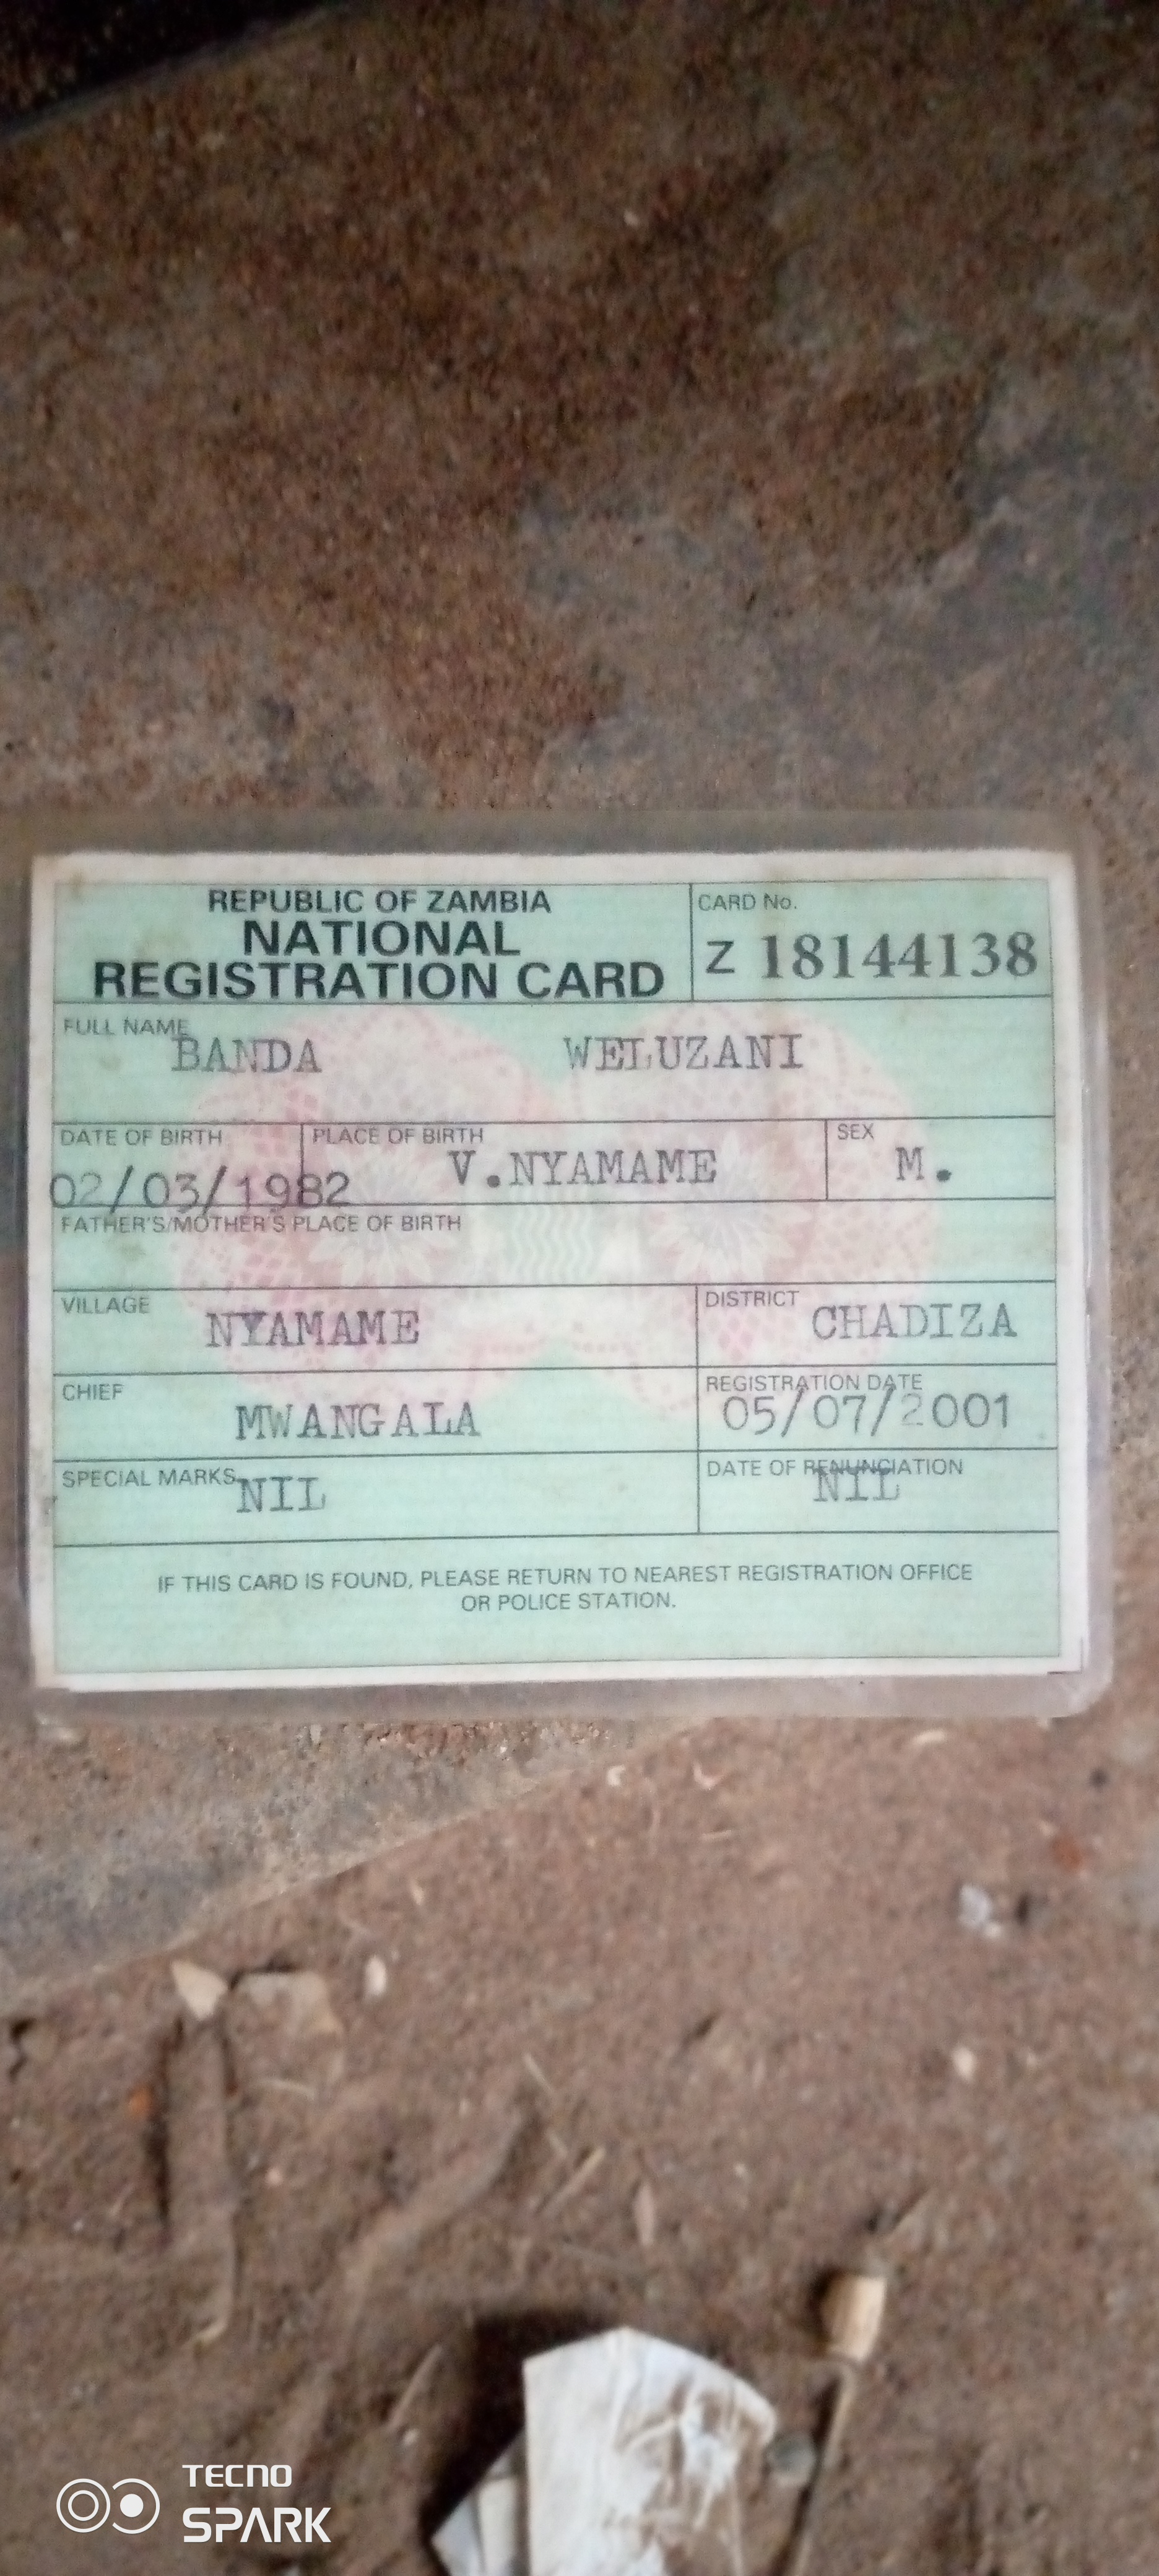 REPUBLIC OF ZAMBIA
NATIONAL
REGISTRATION CARD
CARD No.
Z 18144138
FULL NAME
BANDA WELUZANI
DATE OF BIRTH PLACE OF BIRTH SEX
02/03/1982 V.NYAMAME M.
FATHER'S/MOTHER'S PLACE OF BIRTH
VILLAGE NYAMAME DISTRICT CHADIZA
CHIEF MWANGALA REGISTRATION DATE 05/07/2001
SPECIAL MARKS NIL DATE OF RENUNCIATION NIL
IF THIS CARD IS FOUND, PLEASE RETURN TO NEAREST REGISTRATION OFFICE
OR POLICE STATION.
TECNO
SPARK